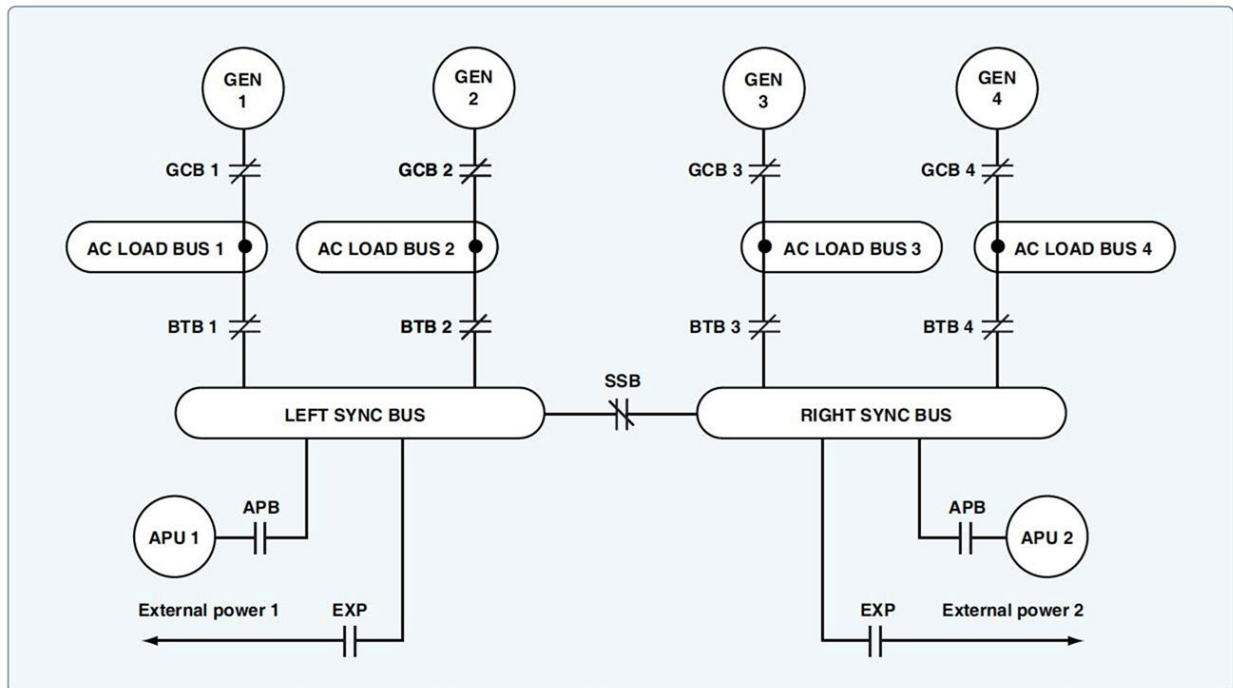 GEN
1
GEN
2
GEN
3
GEN
4
GCB 1
GCB 2
GCB 3
GCB 4
AC LOAD BUS 1
AC LOAD BUS 2
AC LOAD BUS 3
AC LOAD BUS 4
BTB 1
BTB 2
BTB 3
BTB 4
LEFT SYNC BUS
SSB
RIGHT SYNC BUS
APU 1
APB
APB
APU 2
External power 1
EXP
EXP
External power 2